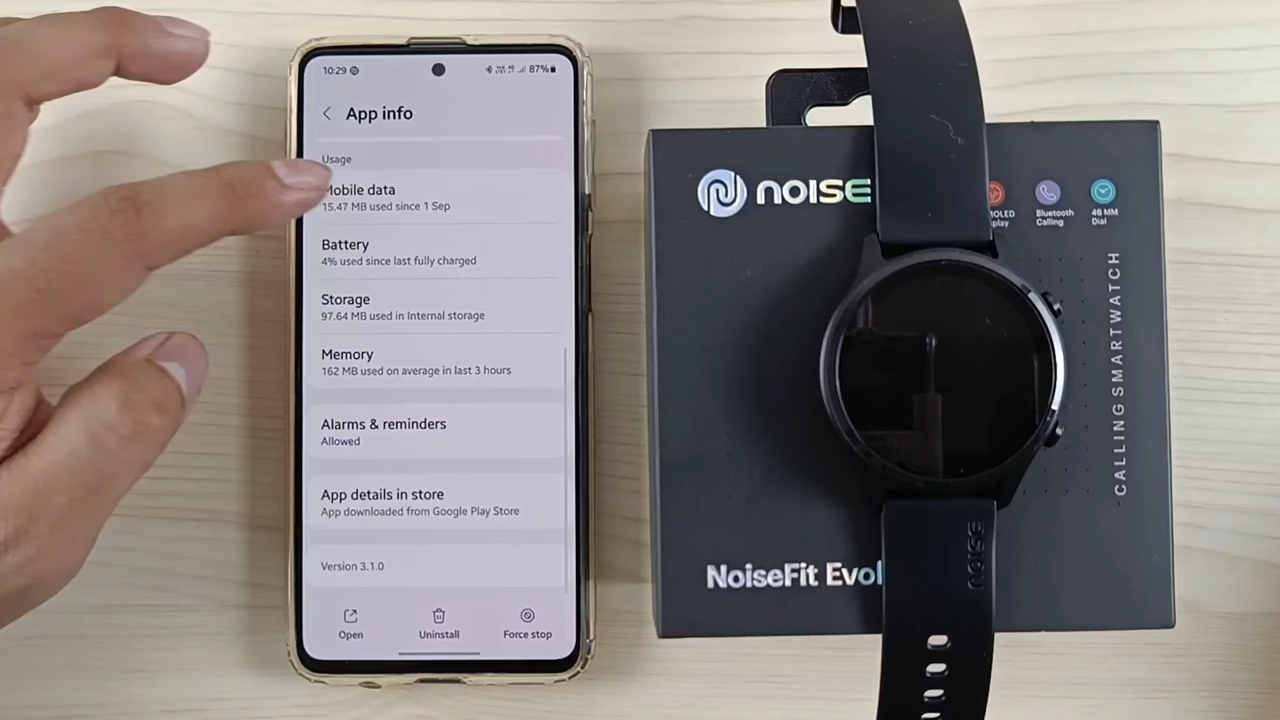 10:29
87%
App info
Usage
Mobile data
15.47 MB used since 1 Sep
Battery
4% used since last fully charged
Storage
97.64 MB used in Internal storage
Memory
162 MB used on average in last 3 hours
Alarms & reminders
Allowed
App details in store
App downloaded from Google Play Store
Version 3.1.0
Open
Uninstall
Force stop
NOISE
Bluetooth
Calling
46 MM
Dial
CALLING SMARTWATCH
NoiseFit Evol
NOISE